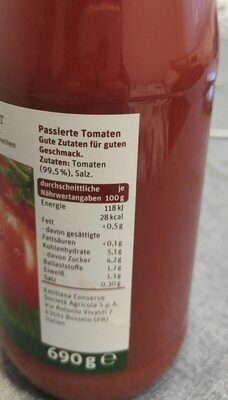 Passierte Tomaten
Gute Zutaten für guten
Geschmack.
Zutaten: Tomaten
(99.5%), Salz.
durchschnittliche je
Nährwertangaben 100g
Energie 118 kJ
28 kcal
Fett <0,5g
- davon gesättigte
Fettsäuren <0,1g
Kohlenhydrate 5,1g
- davon Zucker 4,2g
Ballaststoffe 1,2g
Eiweiß 1,3g
Salz 0,30g
Emiliana Conserve
Società Agricola S.p.A.
Via Antonio Vivaldi 7
43011 Busseto (PR)
Italien
690g e